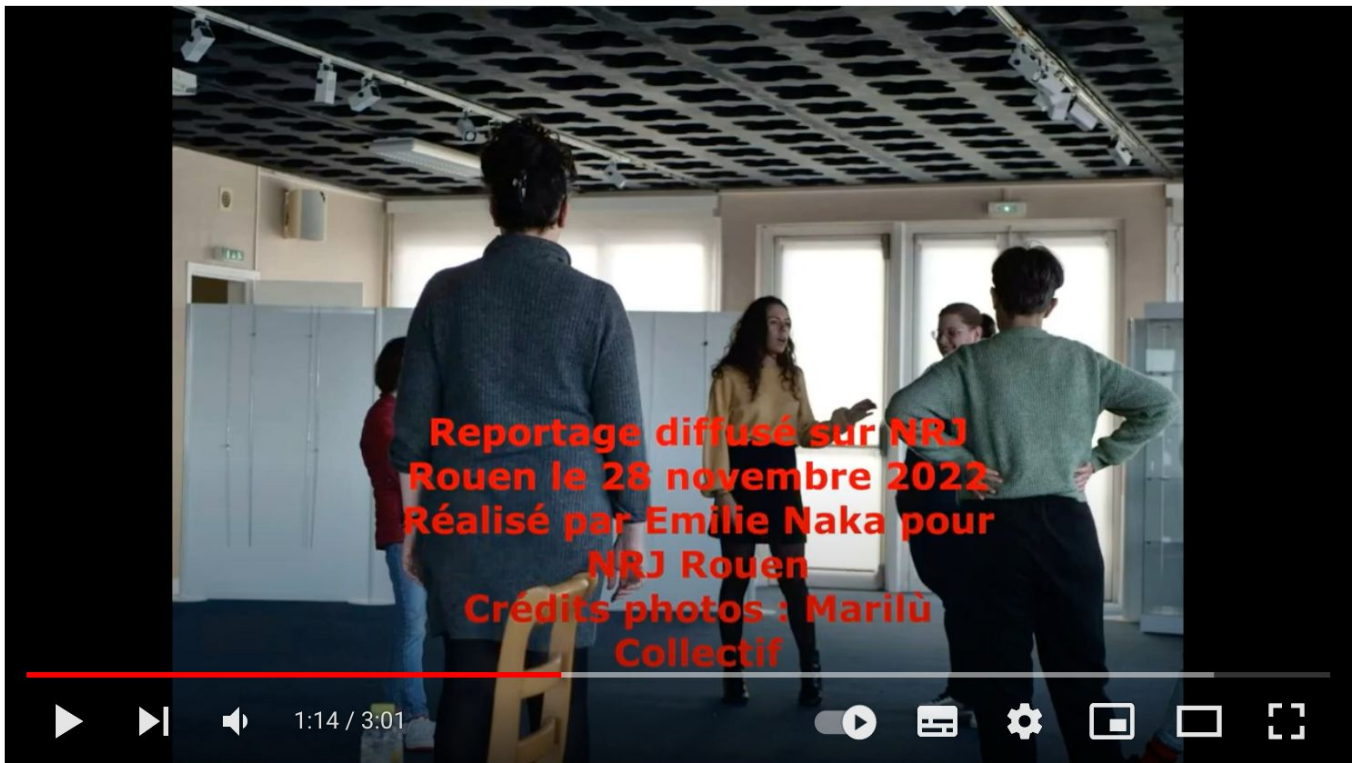 Reportage diffusé sur NRJ
Rouen le 28 novembre 2022
Réalisé par Emilie Naka pour
NRJ Rouen
Crédits photos : Marilù
Collectif
1:14 / 3:01